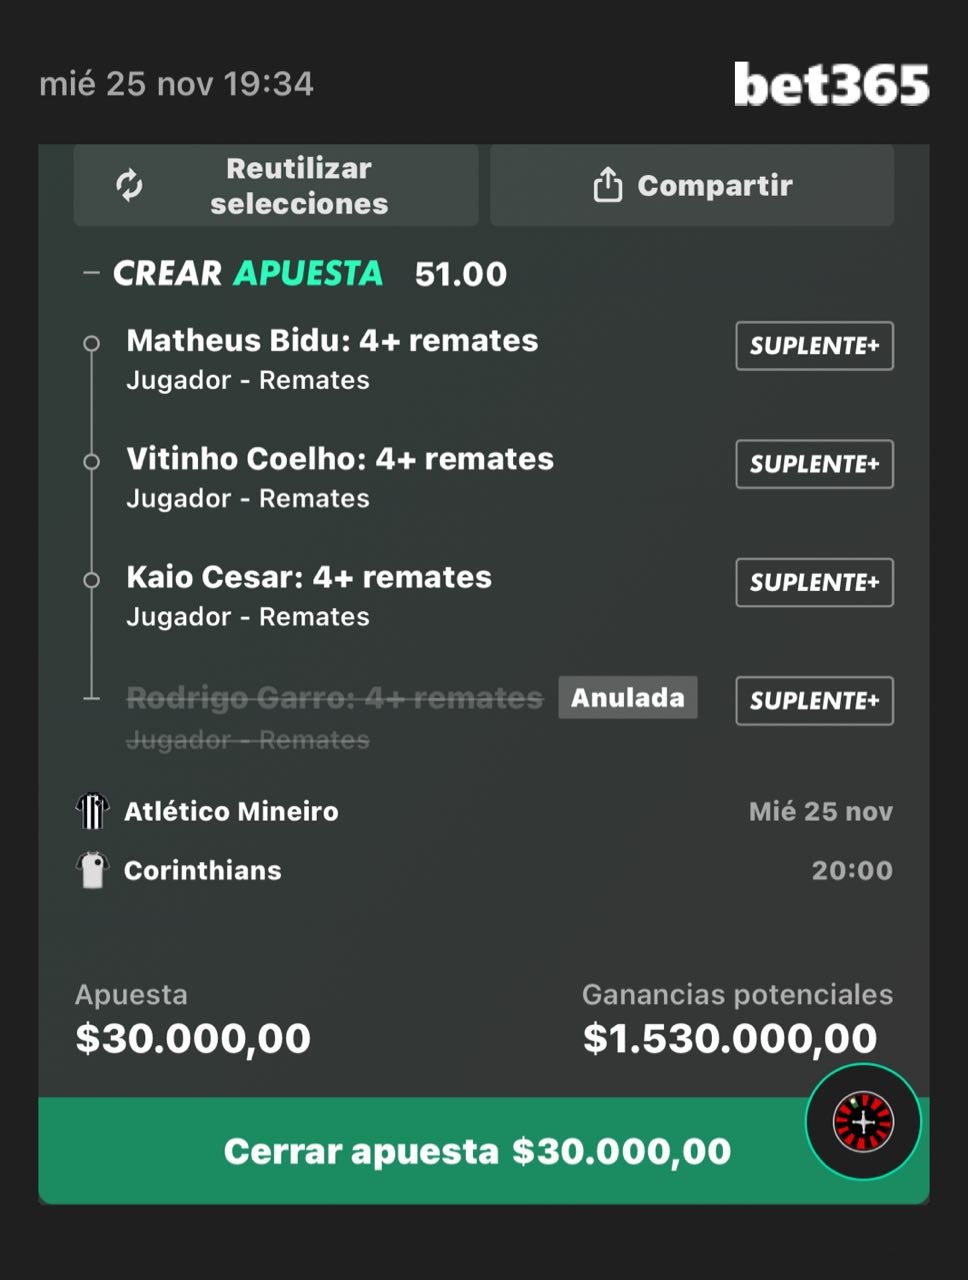 mié 25 nov 19:34
bet365
Reutilizar
selecciones
Compartir
CREAR APUESTA 51.00
Matheus Bidu: 4+ remates
SUPLENTE+
Jugador - Remates
Vitinho Coelho: 4+ remates
SUPLENTE+
Jugador - Remates
Kaio Cesar: 4+ remates
SUPLENTE+
Jugador - Remates
Rodrigo Garro: 4+ remates Anulada
SUPLENTE+
Jugador - Remates
Atlético Mineiro
Mié 25 nov
Corinthians
20:00
Apuesta
$30.000,00
Ganancias potenciales
$1.530.000,00
Cerrar apuesta $30.000,00